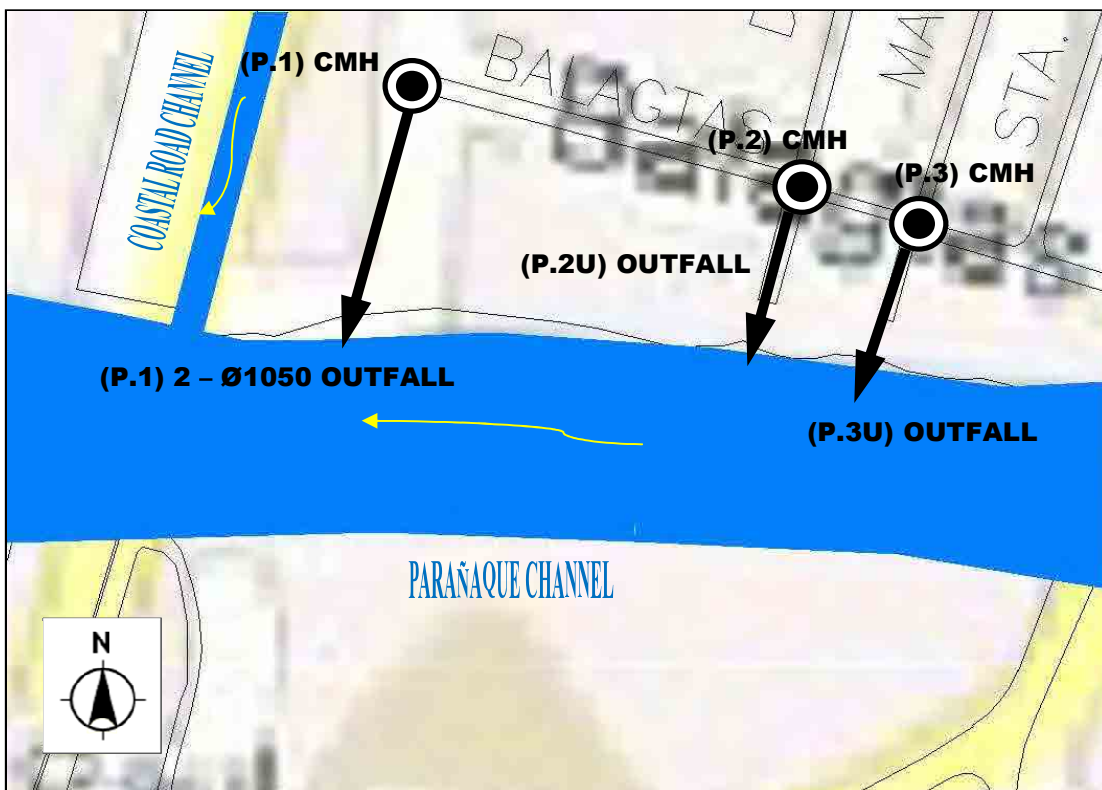 (P.1) CMH
BALAGTAS
D
MA
STA.
COASTAL ROAD CHANNEL
(P.2) CMH
(P.3) CMH
(P.2U) OUTFALL
(P.1) 2 – Ø1050 OUTFALL
(P.3U) OUTFALL
PARAÑAQUE CHANNEL
N